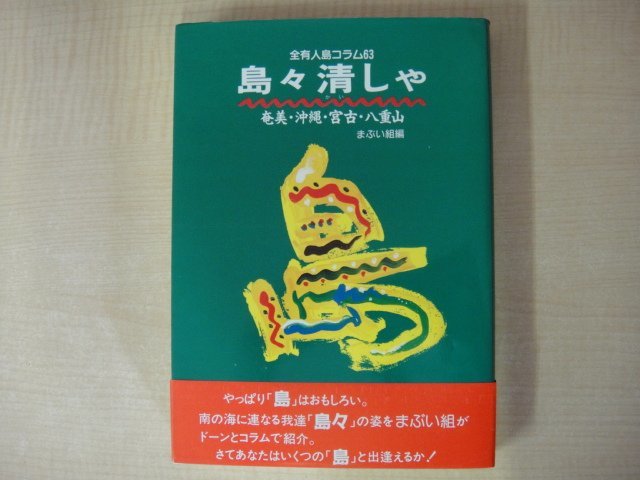 全有人島コラム63
島々清しゃ
かい
奄美・沖縄・宮古・八重山
まぶい組編
島
やっぱり「島」はおもしろい。
南の海に連なる我達「島々」の姿をまぶい組が
ドーンとコラムで紹介。
さてあなたはいくつの「島」と出逢えるか!